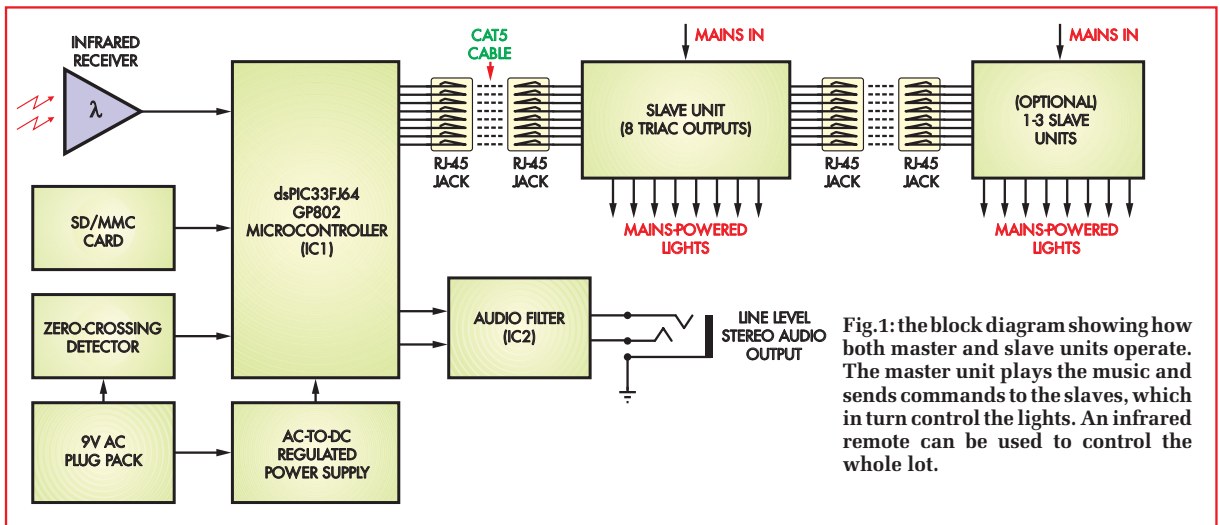 INFRARED
RECEIVER
λ
CAT5
CABLE
MAINS IN
MAINS IN
dsPIC33FJ64
GP802
MICROCONTROLLER
(IC1)
RJ-45
JACK
RJ-45
JACK
SLAVE UNIT
(8 TRIAC OUTPUTS)
RJ-45
JACK
RJ-45
JACK
(OPTIONAL)
1-3 SLAVE
UNITS
MAINS-POWERED
LIGHTS
MAINS-POWERED
LIGHTS
SD/MMC
CARD
ZERO-CROSSING
DETECTOR
AUDIO FILTER
(IC2)
LINE LEVEL
STEREO AUDIO
OUTPUT
9V AC
PLUG PACK
AC-TO-DC
REGULATED
POWER SUPPLY
Fig.1: the block diagram showing how
both master and slave units operate.
The master unit plays the music and
sends commands to the slaves, which
in turn control the lights. An infrared
remote can be used to control the
whole lot.